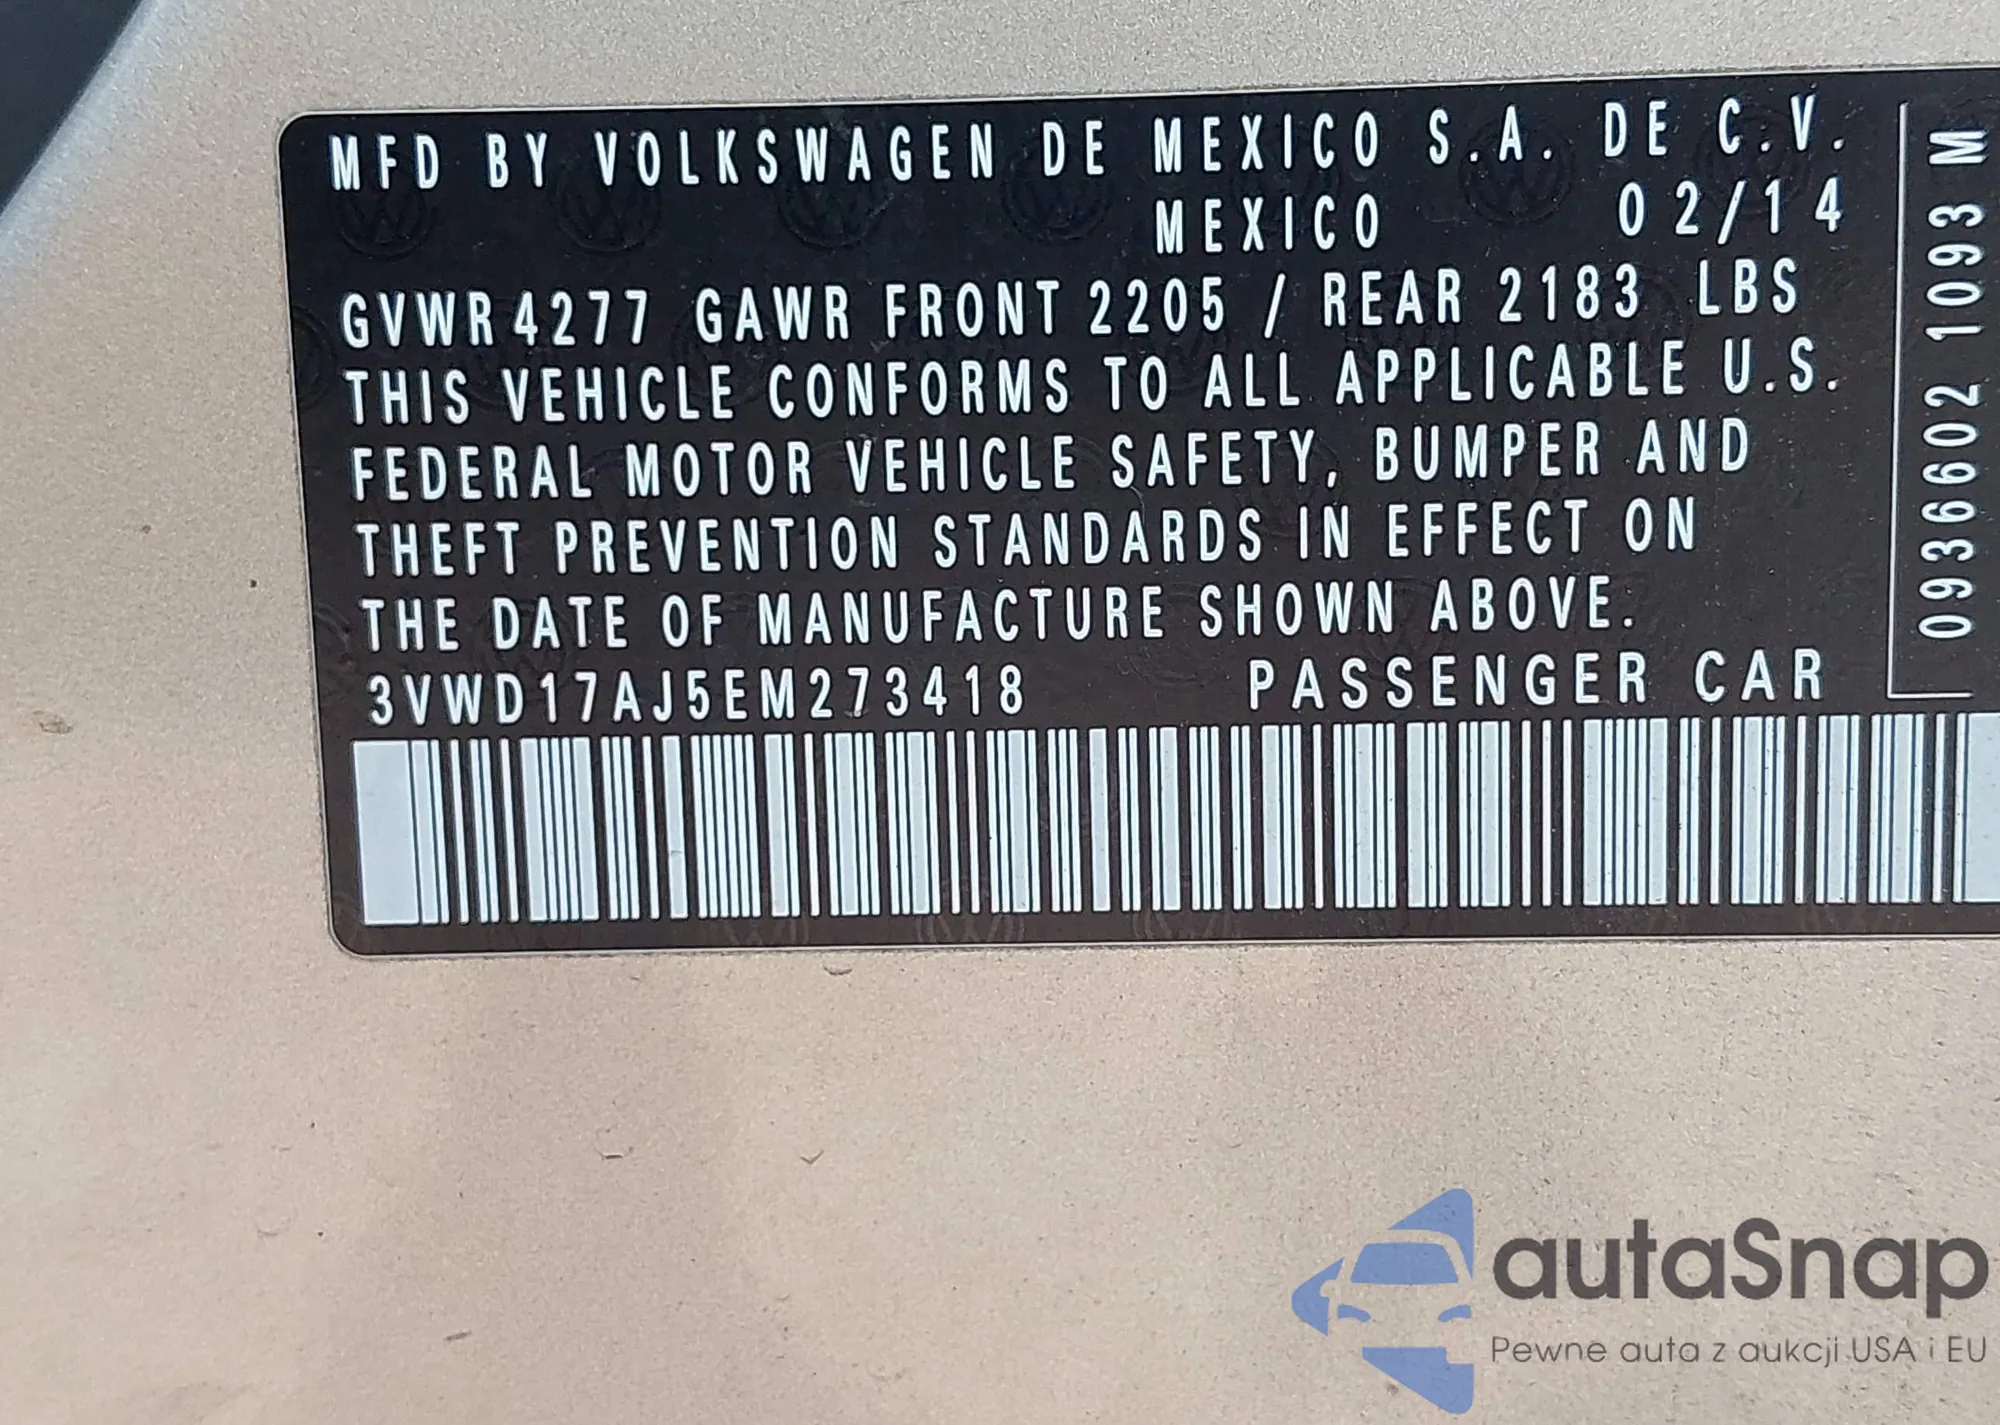 MFD BY VOLKSWAGEN DE MEXICO S.A. DE C.V.
MEXICO 02/14
GVWR 4277 GAWR FRONT 2205 / REAR 2183 LBS
THIS VEHICLE CONFORMS TO ALL APPLICABLE U.S.
FEDERAL MOTOR VEHICLE SAFETY, BUMPER AND
THEFT PREVENTION STANDARDS IN EFFECT ON
THE DATE OF MANUFACTURE SHOWN ABOVE.
3VWD17AJ5EM273418 PASSENGER CAR
0936602 1093 M
autaSnap
Pewne auta z aukcji USA i EU